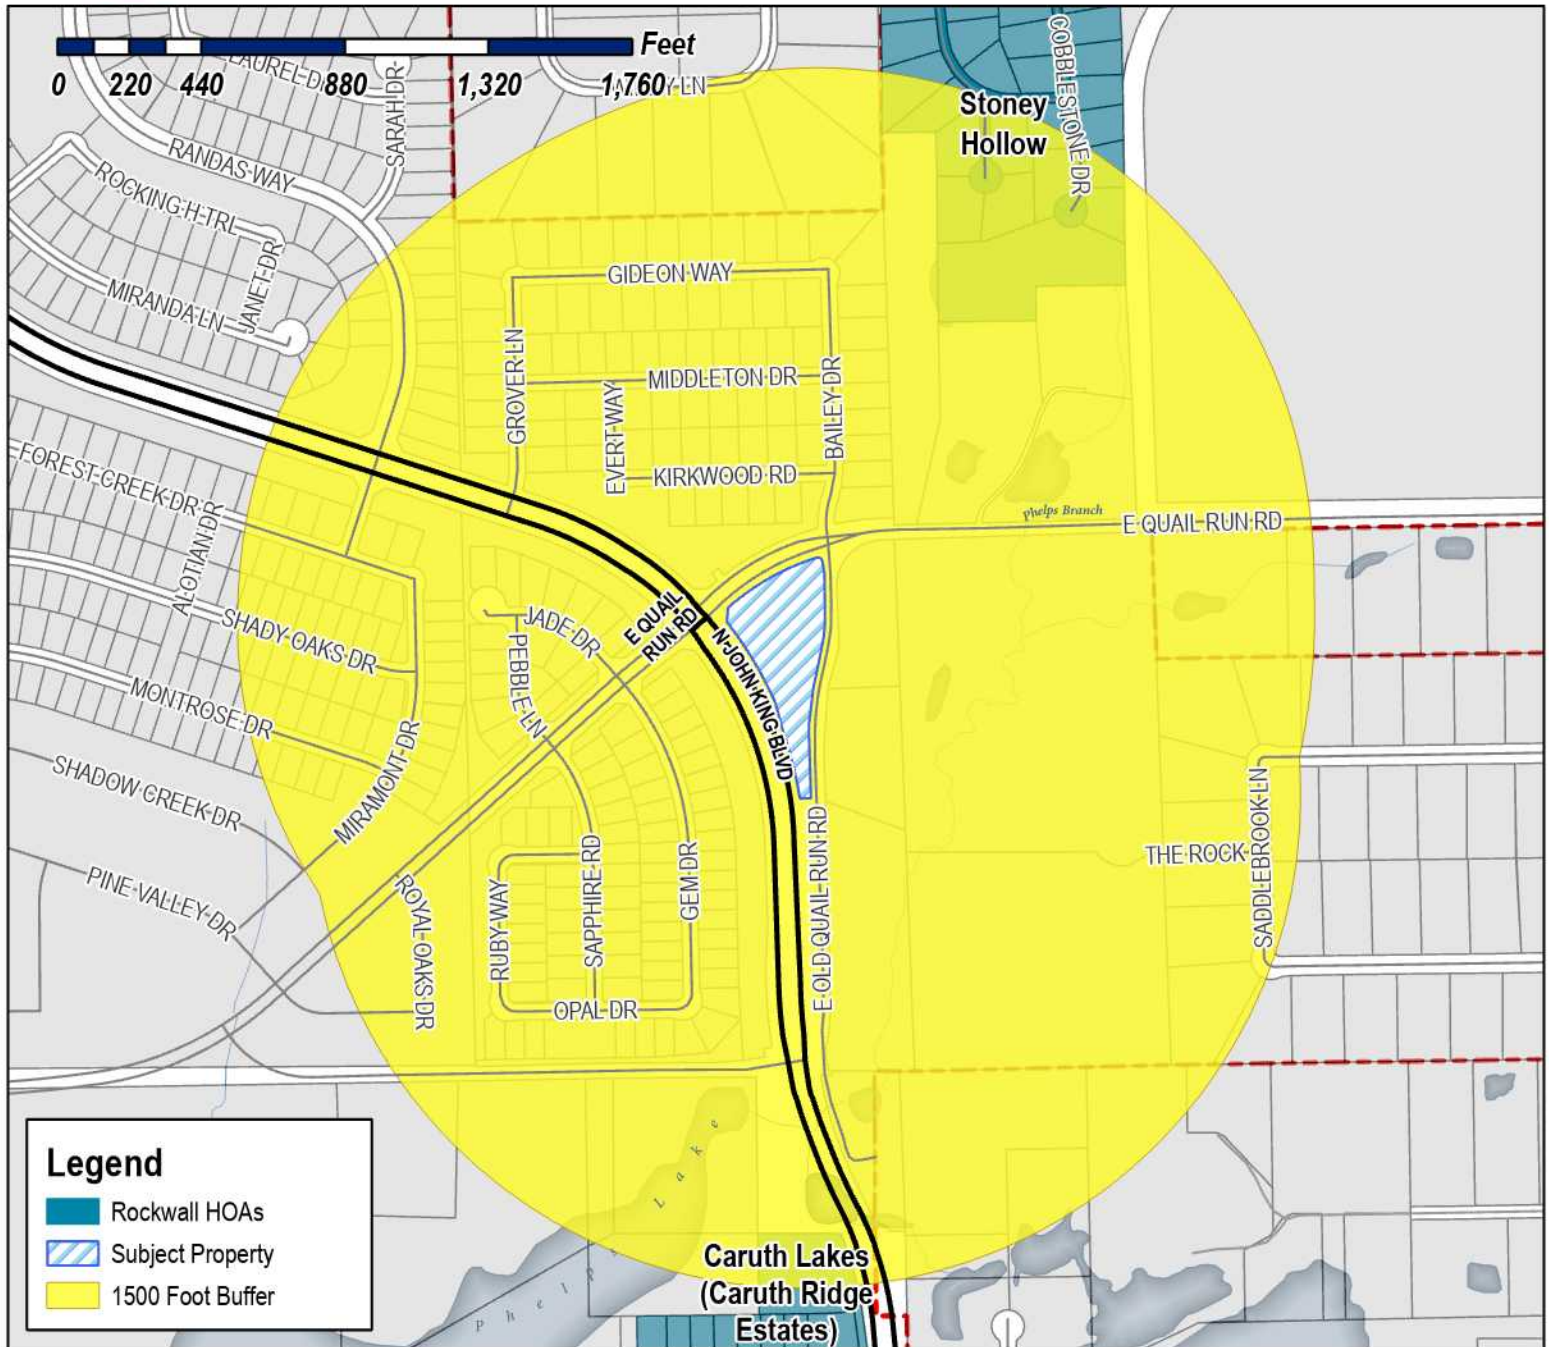 Feet
0 220 440 880 1,320 1,760
LAUREL D
SARAH DR
Y LN
COBBLESTONE DR
Stoney
Hollow
RANDAS WAY
ROCKING H TRL
JANET DR
MIRANDA LN
GIDEON WAY
GROVER LN
MIDDLETON DR
EVERT WAY
BAILEY DR
KIRKWOOD RD
FOREST CREEK DR
ALOTIAN DR
Phelps Branch
E QUAIL RUN RD
SHADY OAKS DR
JADE DR
PEBBLE LN
E QUAIL
RUN RD
N JOHN KING BLVD
MONTROSE DR
MIRAMONT DR
SHADOW CREEK DR
SADDLEBROOK LN
THE ROCK
PINE VALLEY DR
ROYAL OAKS DR
RUBY WAY
SAPPHIRE RD
GEM DR
E OLD QUAIL RUN RD
OPAL DR
Lake
Legend
Rockwall HOAs
Subject Property
1500 Foot Buffer
Caruth Lakes
(Caruth Ridge
Estates)